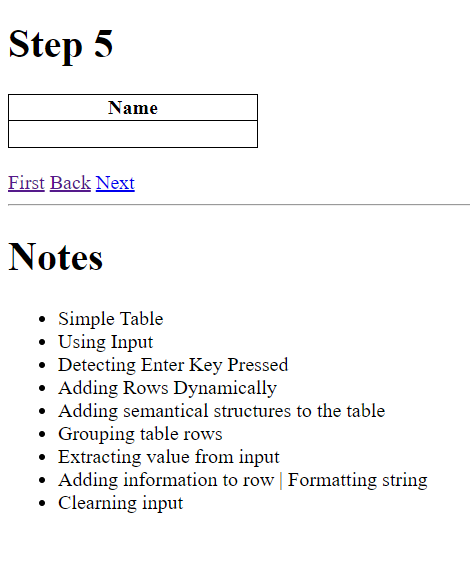 Step 5
Name
First Back Next
Notes
Simple Table
Using Input
Detecting Enter Key Pressed
Adding Rows Dynamically
Adding semantical structures to the table
Grouping table rows
Extracting value from input
Adding information to row | Formatting string
Clearning input